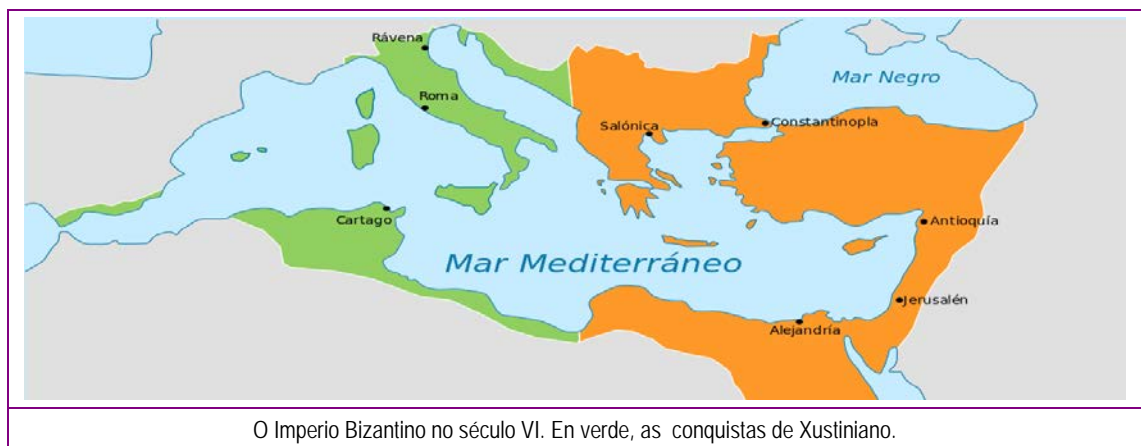 Rávena
Mar Negro
Roma
Salónica
Constantinopla
Cartago
Antioquía
Mar Mediterráneo
Jerusalén
Alejandría
O Imperio Bizantino no século VI. En verde, as conquistas de Xustiniano.